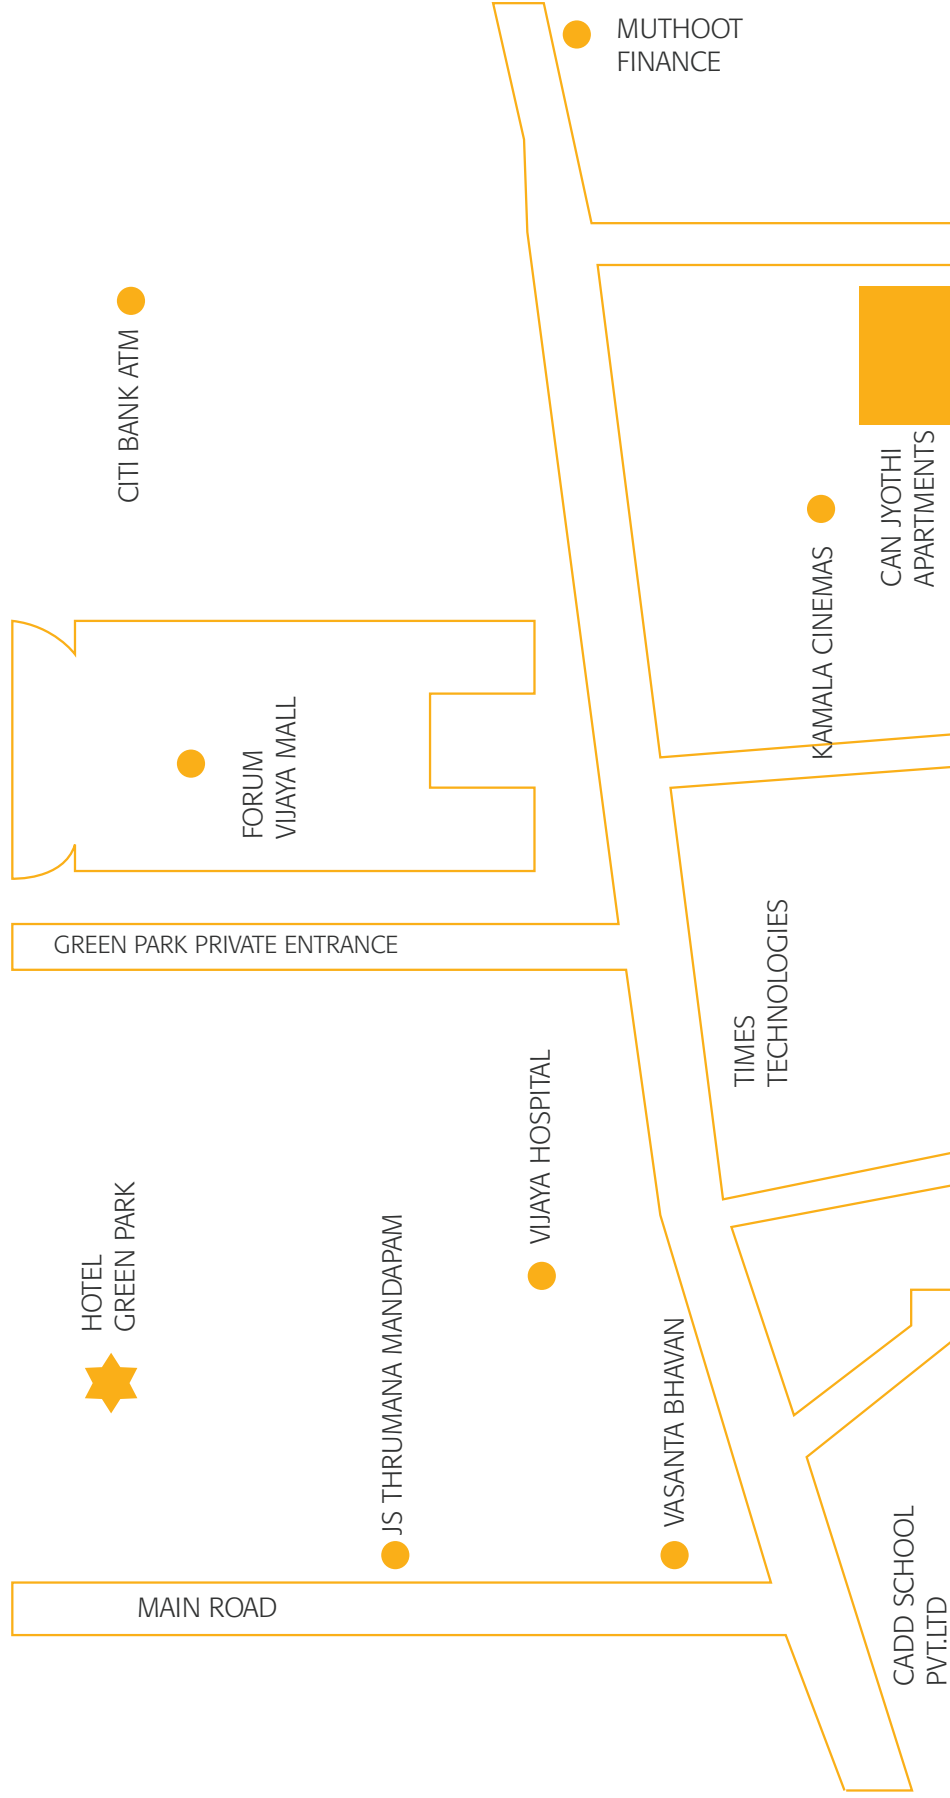 MUTHOOT
FINANCE
CITI BANK ATM
CAN JYOTHI
APARTMENTS
KAMALA CINEMAS
FORUM
VIJAYA MALL
GREEN PARK PRIVATE ENTRANCE
TIMES
TECHNOLOGIES
VIJAYA HOSPITAL
HOTEL
GREEN PARK
JS THRUMANA MANDAPAM
VASANTA BHAVAN
CADD SCHOOL
PVT.LTD
MAIN ROAD